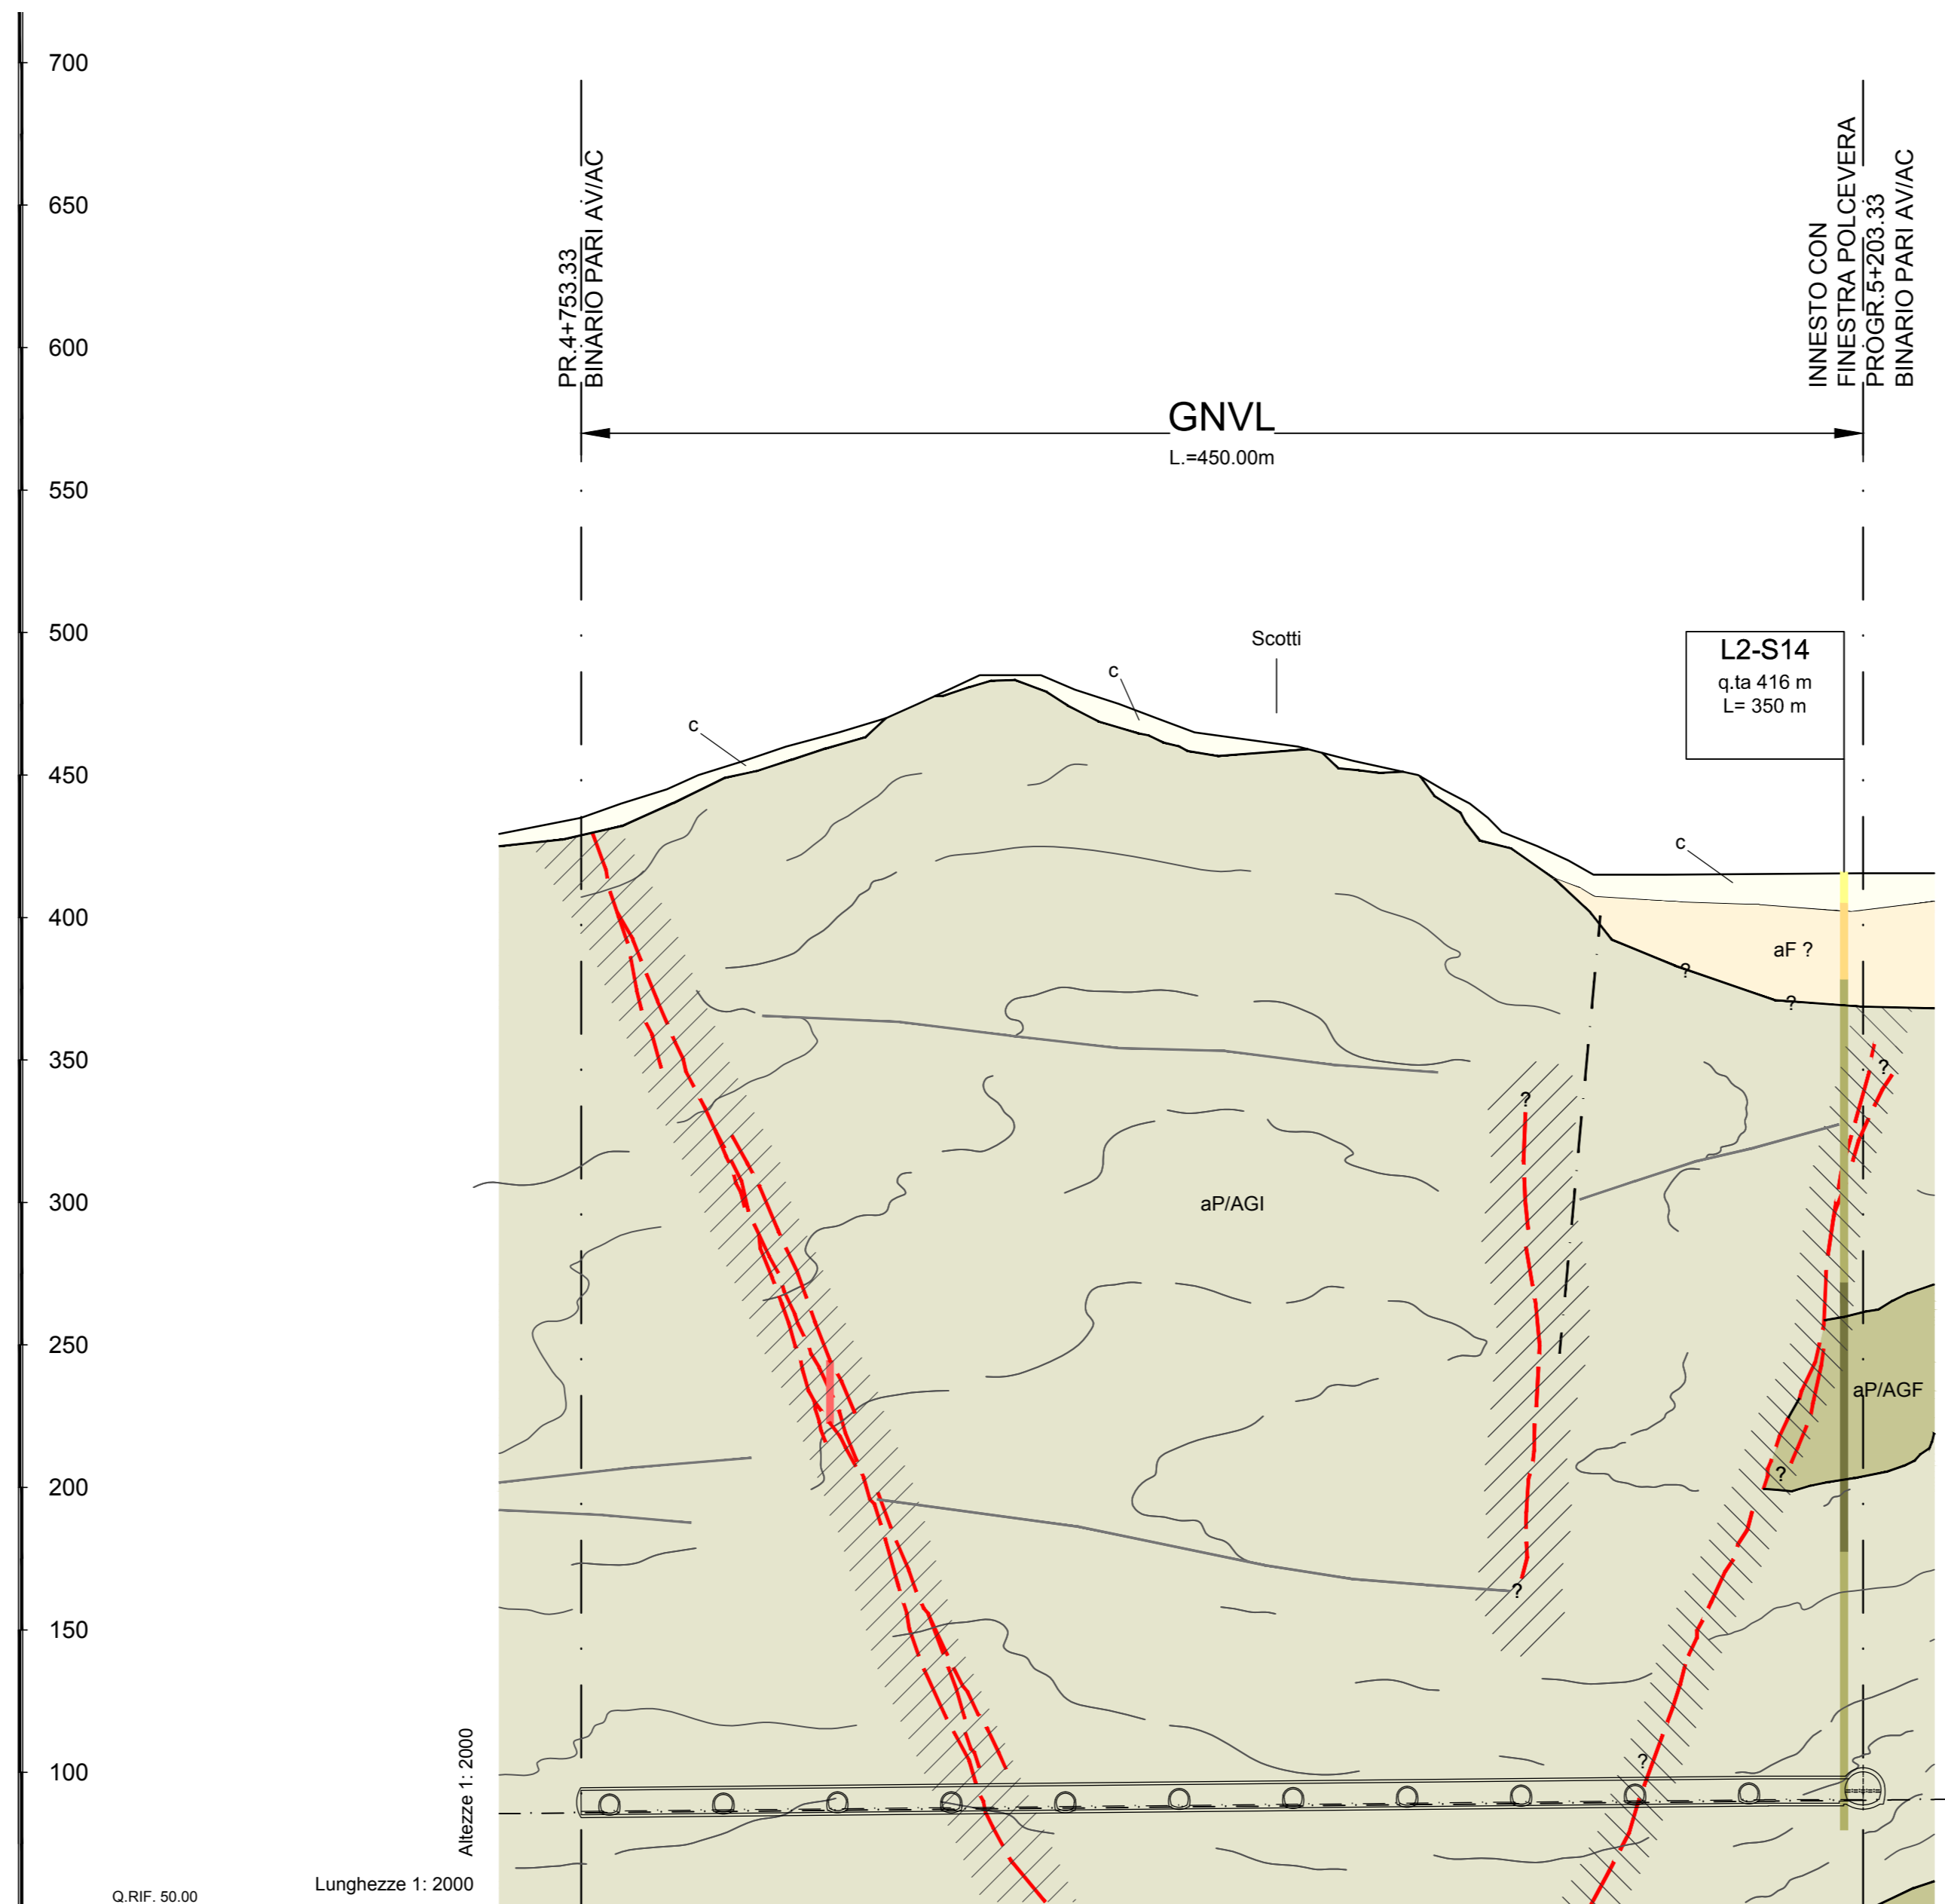 700
650
600
550
500
450
400
350
300
250
200
150
100
PR.4+753.33
BINARIO PARI AV/AC
INNESTO CON
FINESTRA POLCEVERA
PROGR.5+203.33
BINARIO PARI AV/AC
GNVL
L.=450.00m
Scotti
L2-S14
q.ta 416 m
L= 350 m
c
c
c
aF ?
?
?
?
?
aP/AGI
aP/AGF
?
?
?
Altezze 1: 2000
Lunghezze 1: 2000
Q.RIF. 50.00